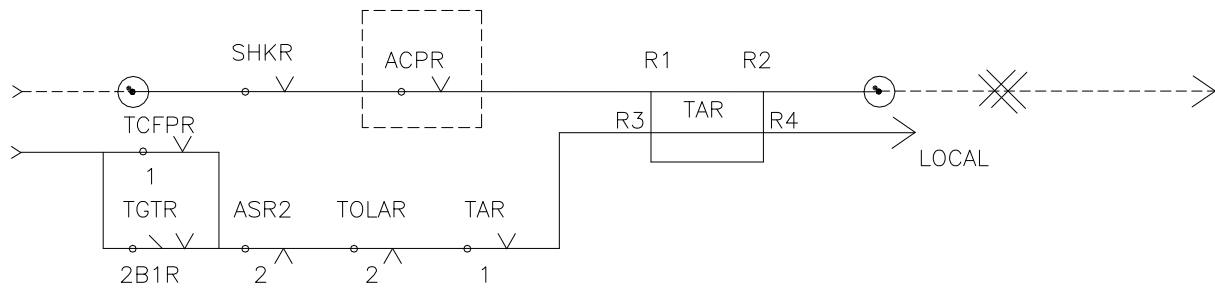 SHKR
ACPR
R1
R2
TAR
R3
R4
TCFPR
1
LOCAL
TGTR
ASR2
TOLAR
TAR
2B1R
2
2
1